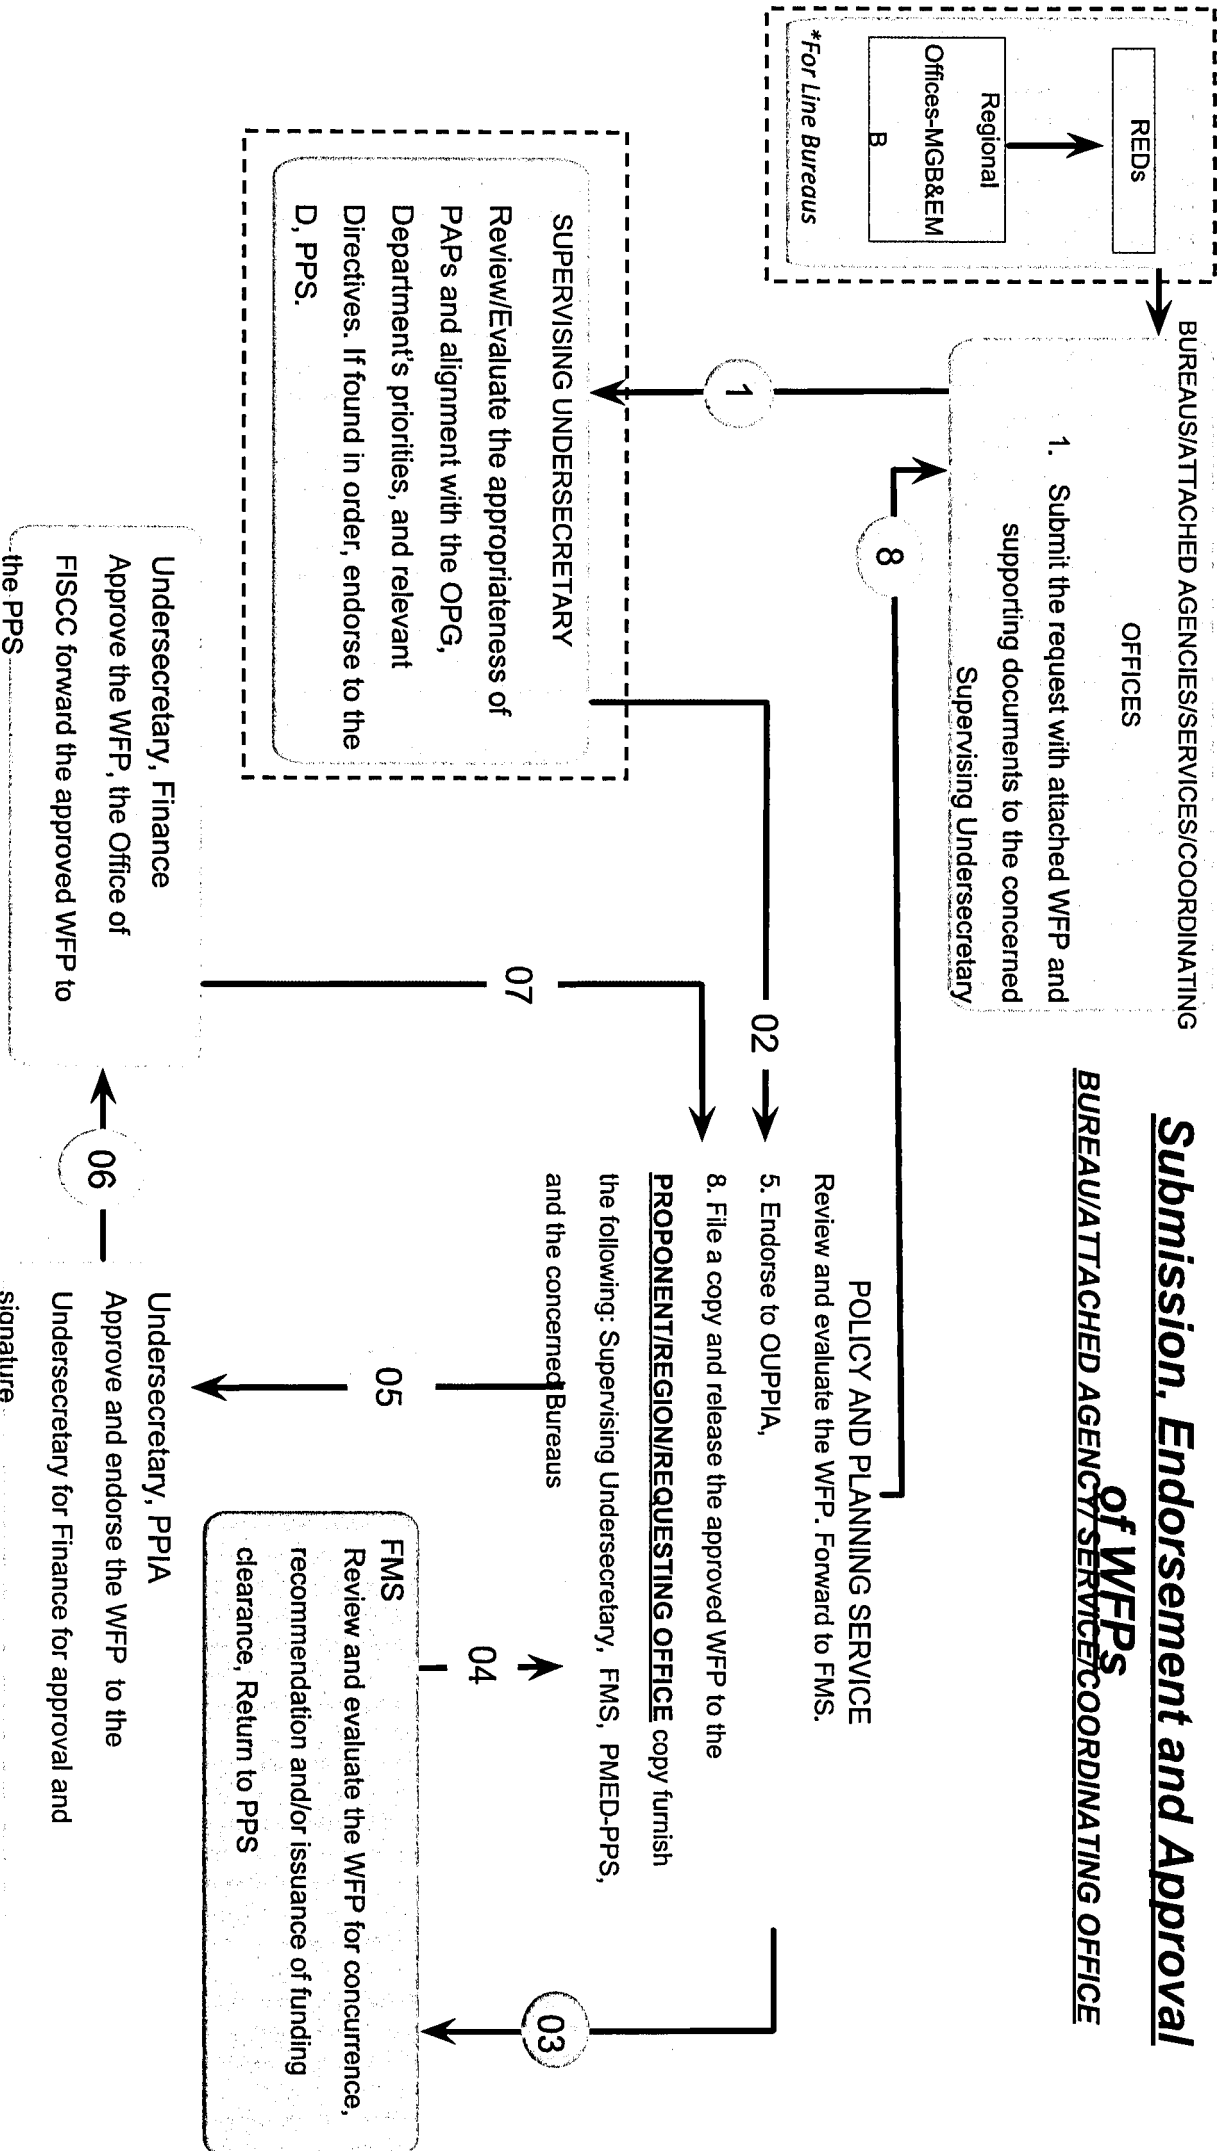 Submission, Endorsement and Approval
of WFPs
BUREAU/ATTACHED AGENCY/ SERVICE/COORDINATING OFFICE
REDs
Regional
Offices-MGB&EM
B
*For Line Bureaus
BUREAUS/ATTACHED AGENCIES/SERVICES/COORDINATING
OFFICES
1. Submit the request with attached WFP and
supporting documents to the concerned
Supervising Undersecretary
1
8
SUPERVISING UNDERSECRETARY
Review/Evaluate the appropriateness of
PAPs and alignment with the OPG,
Department's priorities, and relevant
Directives. If found in order, endorse to the
D, PPS.
02
POLICY AND PLANNING SERVICE
Review and evaluate the WFP. Forward to FMS.
5. Endorse to OUPPIA,
8. File a copy and release the approved WFP to the
PROPONENT/REGION/REQUESTING OFFICE copy furnish
the following: Supervising Undersecretary, FMS, PMED-PPS,
and the concerned Bureaus
03
FMS
Review and evaluate the WFP for concurrence,
recommendation and/or issuance of funding
clearance, Return to PPS
04
05
Undersecretary, PPIA
Approve and endorse the WFP to the
Undersecretary for Finance for approval and
signature
06
Undersecretary, Finance
Approve the WFP, the Office of
FISCC forward the approved WFP to
the PPS
07